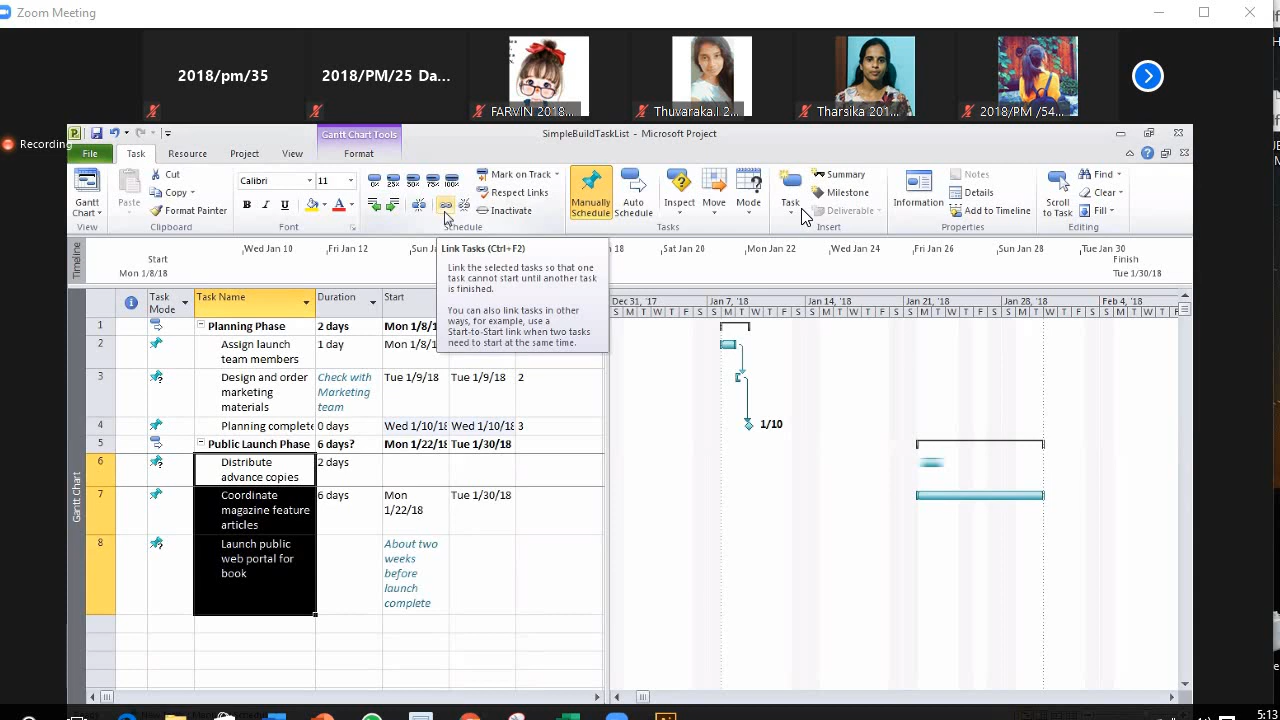 Zoom Meeting
2018/pm/35
2018/PM/25 Da...
FARVIN 2018...
Thuvaraka.I 2...
Tharsika 201...
2018/PM /54...
Recording
Gantt Chart Tools
SimpleBuildTaskList - Microsoft Project
File
Task
Resource
Project
View
Format
Gantt
Chart
View
Paste
Cut
Copy
Format Painter
Clipboard
Calibri
11
B I U
Font
0% 25% 50% 75% 100%
Mark on Track
Respect Links
Inactivate
Schedule
Manually
Schedule
Auto
Schedule
Inspect
Move
Mode
Tasks
Task
Summary
Milestone
Deliverable
Insert
Information
Notes
Details
Add to Timeline
Properties
Scroll
to Task
Find
Clear
Fill
Editing
Timeline
Start
Mon 1/8/18
Wed Jan 10
Fri Jan 12
18
Sat Jan 20
Mon Jan 22
Wed Jan 24
Fri Jan 26
Sun Jan 28
Tue Jan 30
Finish
Tue 1/30/18
Link Tasks (Ctrl+F2)
Link the selected tasks so that one
task cannot start until another task
is finished.
You can also link tasks in other
ways, for example, use a
Start-to-Start link when two tasks
need to start at the same time.
Task
Mode
Task Name
Duration
Start
Dec 31, '17
Jan 7, '18
Jan 14, '18
Jan 21, '18
Jan 28, '18
Feb 4, '18
S M T W T F S S M T W T F S S M T W T F S S M T W T F S S M T W T F S S M T W T F
1 Planning Phase 2 days Mon 1/8/1
2 Assign launch
team members 1 day Mon 1/8/
3 Design and order
marketing
materials
Check with
Marketing
team
Tue 1/9/18 Tue 1/9/18 2
4 Planning complete 0 days Wed 1/10/18 Wed 1/10/18 3
1/10
5 Public Launch Phase 6 days? Mon 1/22/18 Tue 1/30/18
6 Distribute
advance copies 2 days
7 Coordinate
magazine feature
articles
6 days Mon
1/22/18
Tue 1/30/18
8 Launch public
web portal for
book
About two
weeks
before
launch
complete
Gantt Chart
5:13